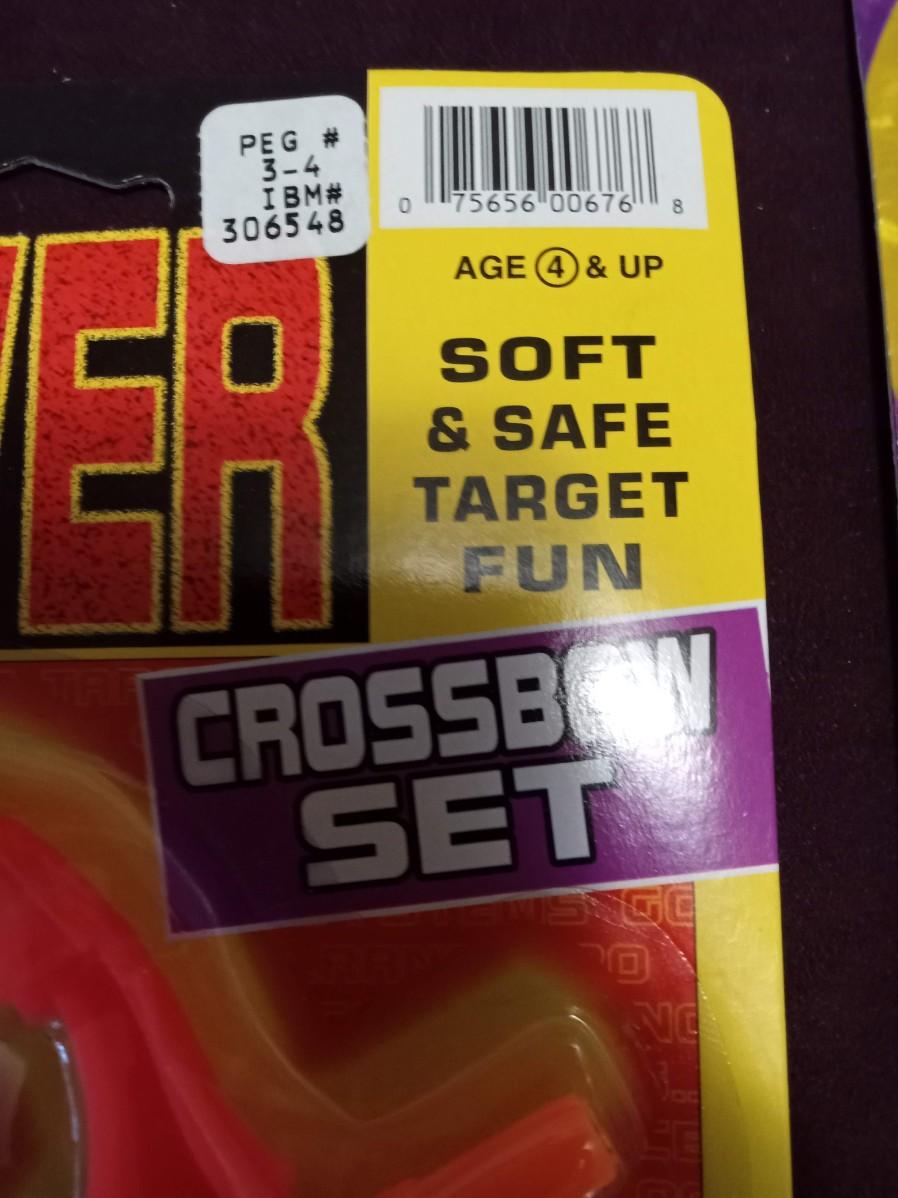 PEG #
3-4
IBM#
306548
0 75656 00676 8
AGE 4 & UP
VER
SOFT
& SAFE
TARGET
FUN
CROSSBOW
SET